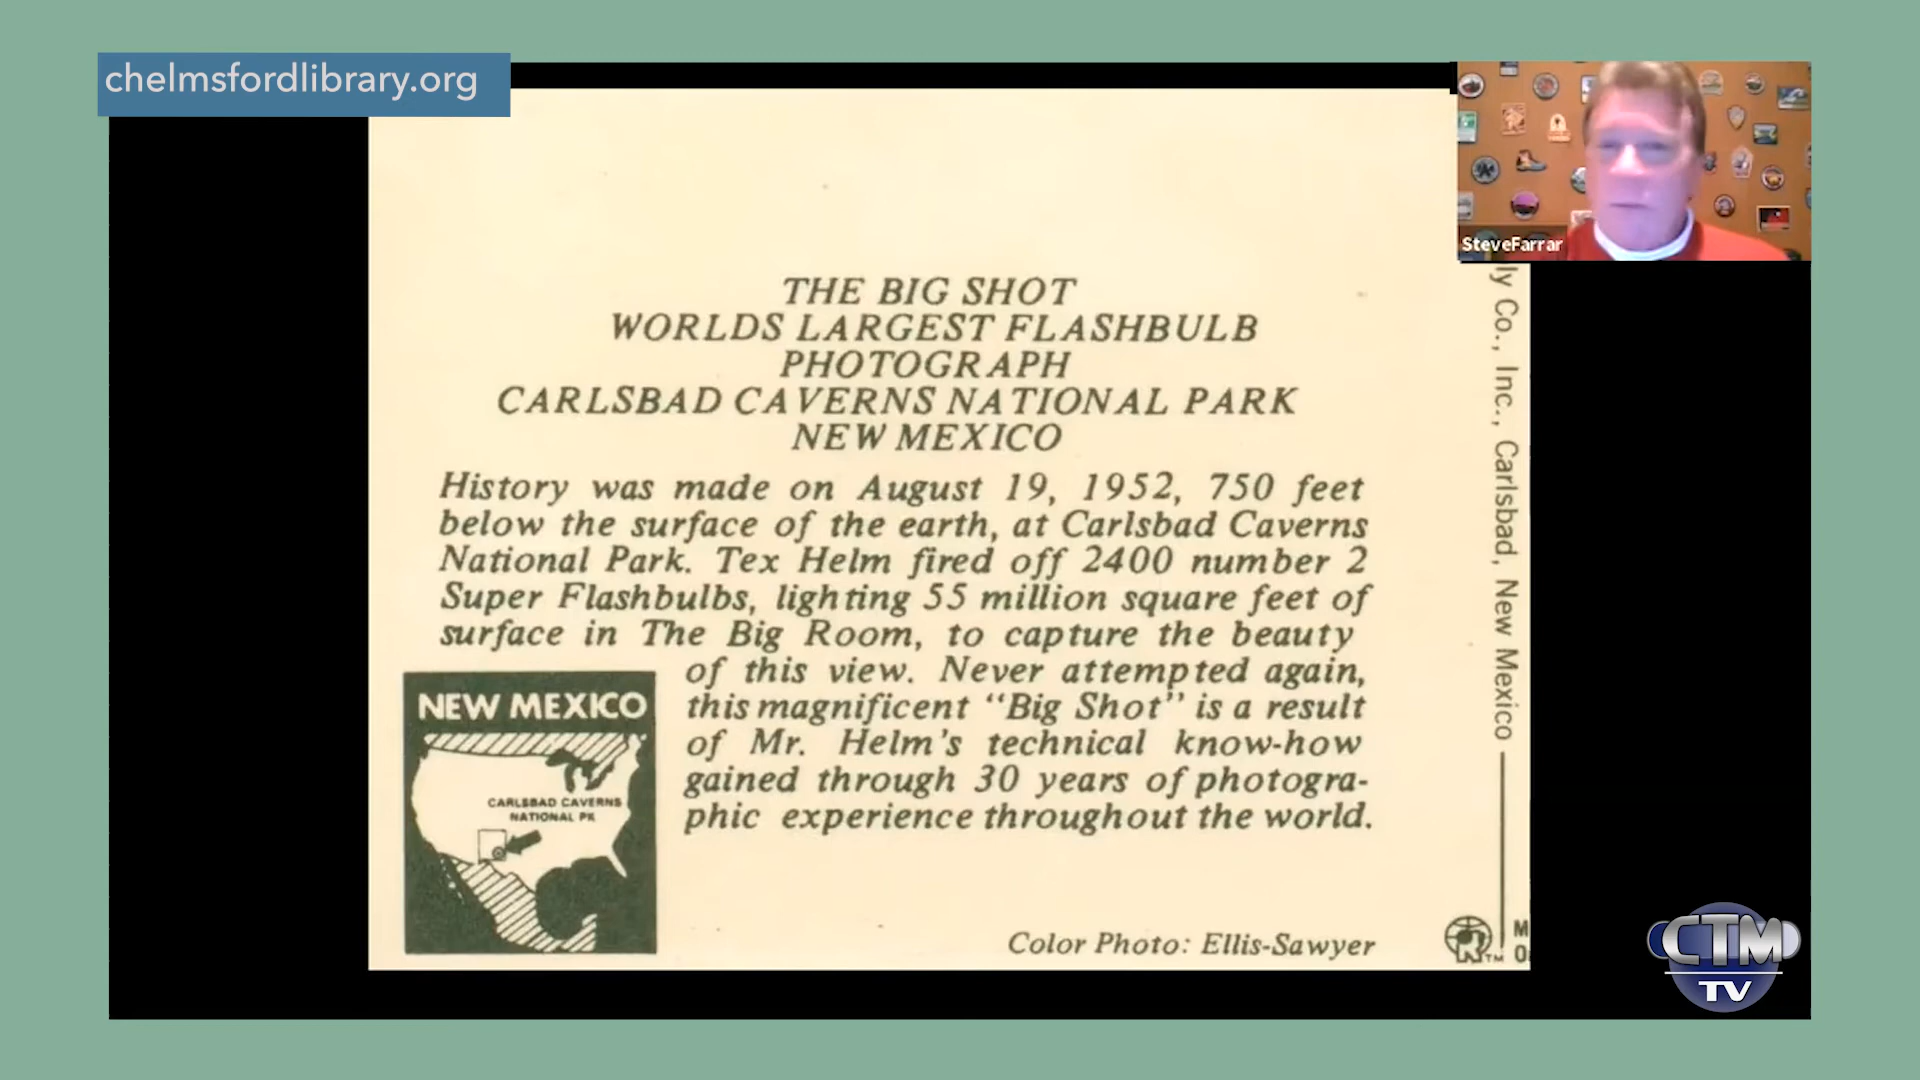 chelmsfordlibrary.org
SteveFarrar
THE BIG SHOT
WORLDS LARGEST FLASHBULB
PHOTOGRAPH
CARLSBAD CAVERNS NATIONAL PARK
NEW MEXICO
History was made on August 19, 1952, 750 feet
below the surface of the earth, at Carlsbad Caverns
National Park. Tex Helm fired off 2400 number 2
Super Flashbulbs, lighting 55 million square feet of
surface in The Big Room, to capture the beauty
of this view. Never attempted again,
this magnificent “Big Shot” is a result
of Mr. Helm's technical know-how
gained through 30 years of photogra-
phic experience throughout the world.
NEW MEXICO
CARLSBAD CAVERNS
NATIONAL PK
Color Photo: Ellis-Sawyer
ly Co., Inc., Carlsbad, New Mexico
R TM
CTM
TV